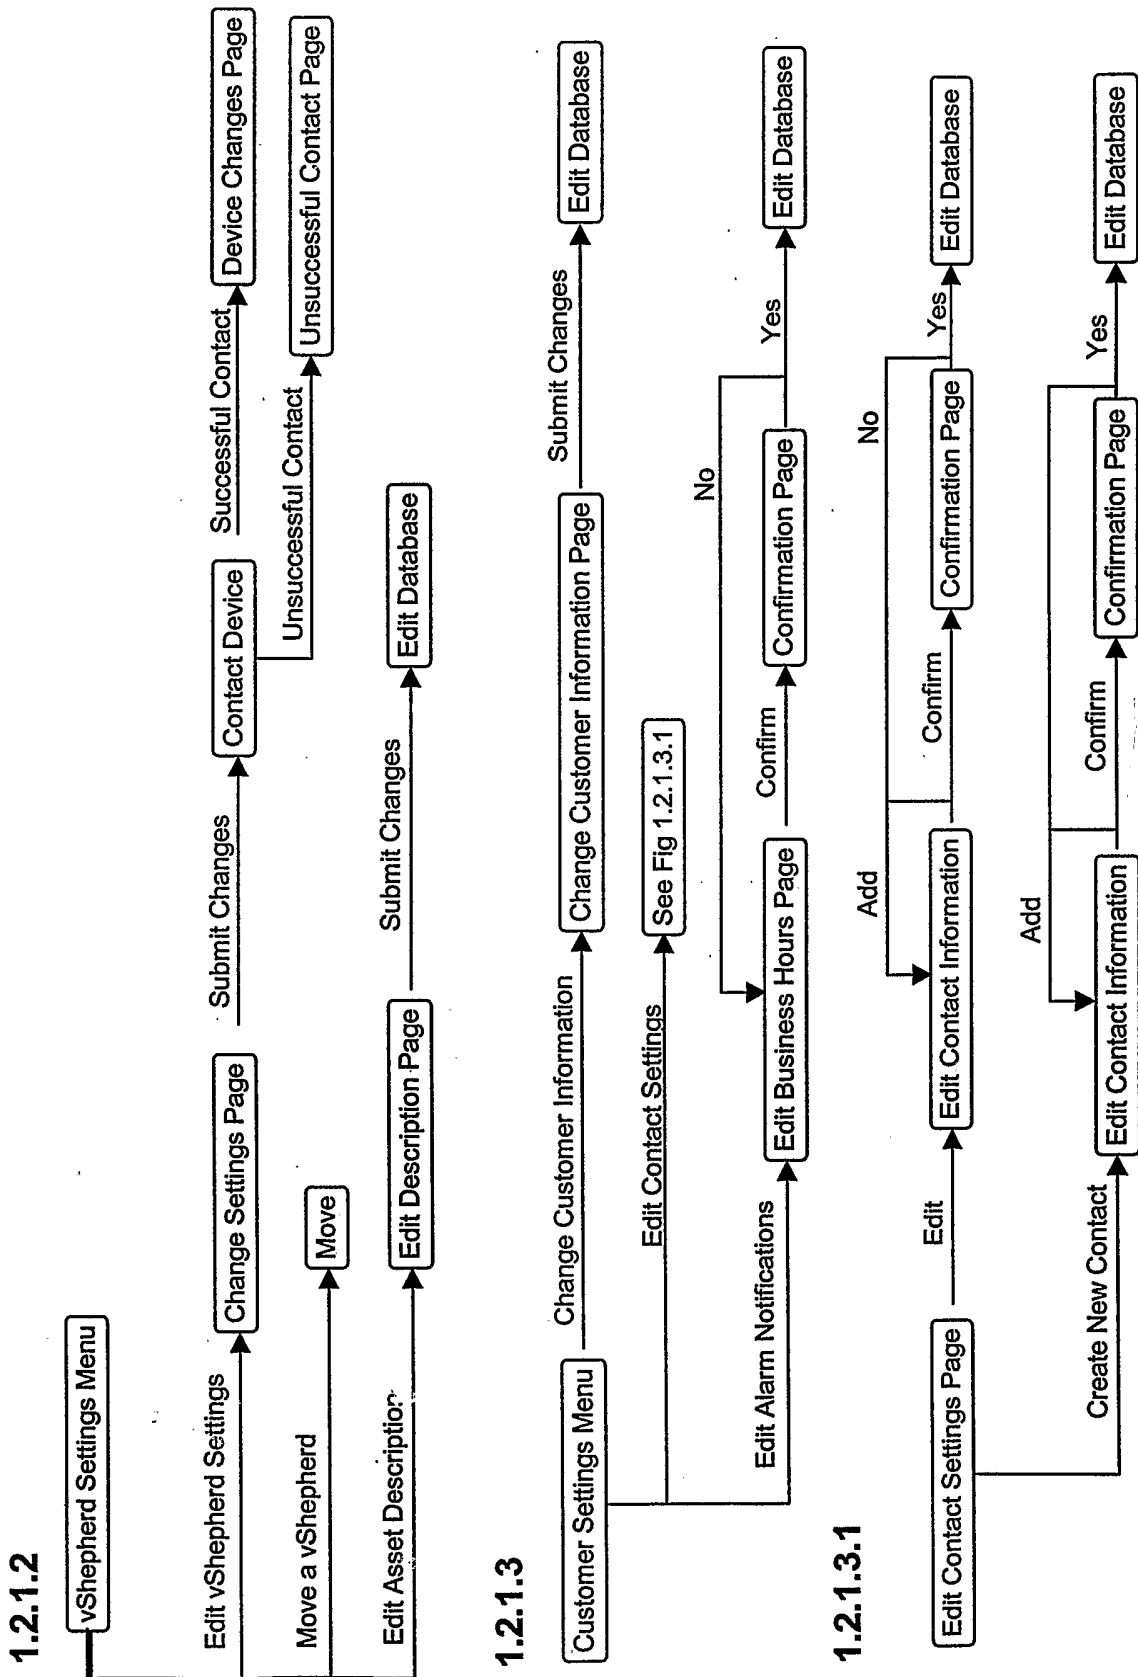 1.2.1.2
vShepherd Settings Menu
Edit vShepherd Settings
Change Settings Page
Submit Changes
Contact Device
Successful Contact
Device Changes Page
Unsuccessful Contact
Unsuccessful Contact Page
Move a vShepherd
Move
Edit Asset Description
Edit Description Page
Submit Changes
Edit Database
1.2.1.3
Customer Settings Menu
Change Customer Information
Change Customer Information Page
Submit Changes
Edit Database
Edit Contact Settings
See Fig 1.2.1.3.1
Edit Alarm Notifications
Edit Business Hours Page
Confirm
Confirmation Page
No
Yes
Edit Database
1.2.1.3.1
Edit Contact Settings Page
Edit
Edit Contact Information
Add
Confirm
Confirmation Page
No
Yes
Edit Database
Create New Contact
Edit Contact Information
Add
Confirm
Confirmation Page
Yes
Edit Database